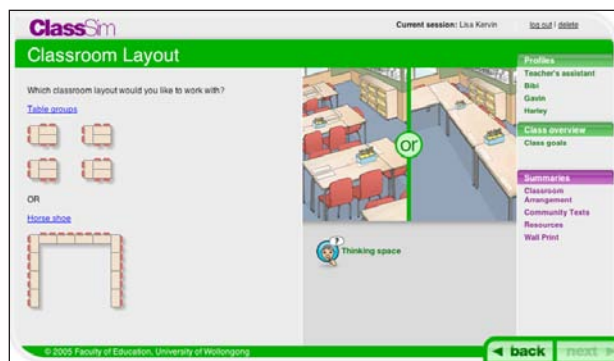 ClassSim
Current session: Lisa Kervin
log out | delete
Classroom Layout
Which classroom layout would you like to work with?
Table groups
OR
Horse shoe
or
Thinking space
Profiles
Teacher's assistant
Bibi
Gavin
Harley
Class overview
Class goals
Summaries
Classroom
Arrangement
Community Texts
Resources
Wall Print
© 2005 Faculty of Education, University of Wollongong
◄ back
next ►